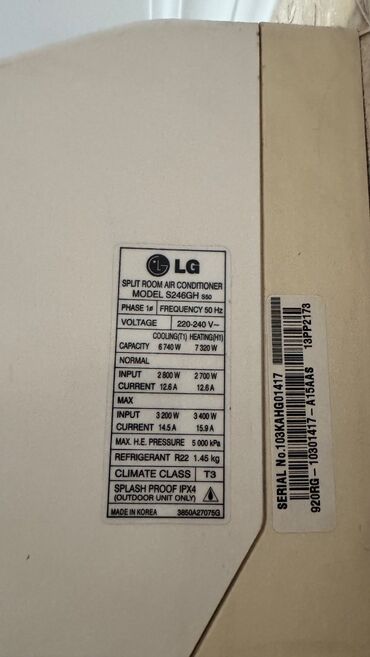 LG
SPLIT ROOM AIR CONDITIONER
MODEL S246GH S50
PHASE 1ø FREQUENCY 50 Hz
VOLTAGE 220-240 V~
COOLING(T1) HEATING(H1)
CAPACITY 6 740 W 7 320 W
NORMAL
INPUT 2 800 W 2 700 W
CURRENT 12.6 A 12.6 A
MAX
INPUT 3 200 W 3 400 W
CURRENT 14.5 A 15.9 A
MAX. H.E. PRESSURE 5 000 kPa
REFRIGERANT R22 1.45 kg
CLIMATE CLASS T3
SPLASH PROOF IPX4
(OUTDOOR UNIT ONLY)
MADE IN KOREA 3850A27075G
SERIAL No.103KAHG01417
920RG-10301417-A15AAS
13PP2173